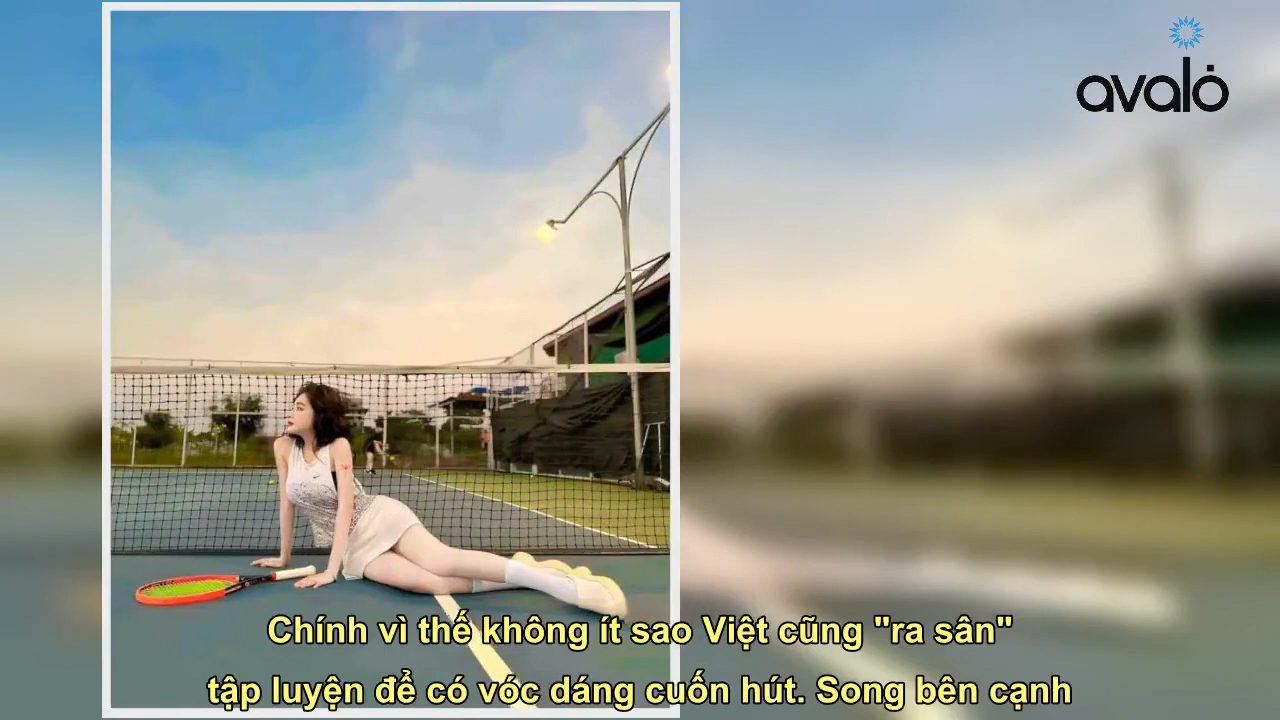 avalo
Chính vì thế không ít sao Việt cũng "ra sân"
tập luyện để có vóc dáng cuốn hút. Song bên cạnh